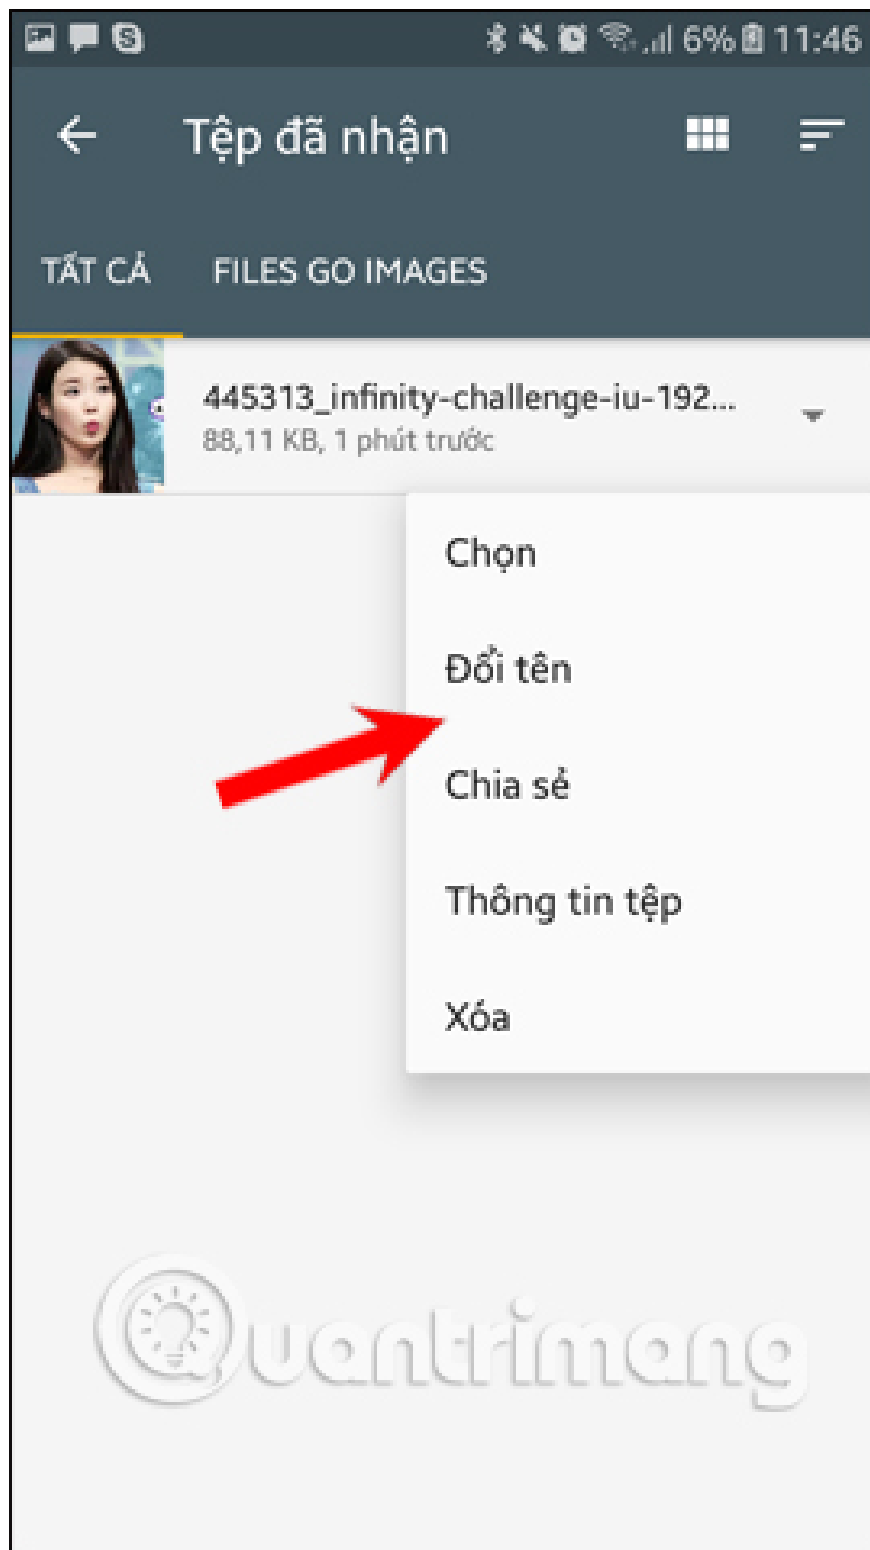 6% 11:46
Tệp đã nhận
TẤT CẢ FILES GO IMAGES
445313_infinity-challenge-iu-192...
88,11 KB, 1 phút trước
Chọn
Đổi tên
Chia sẻ
Thông tin tệp
Xóa
Quantrimang